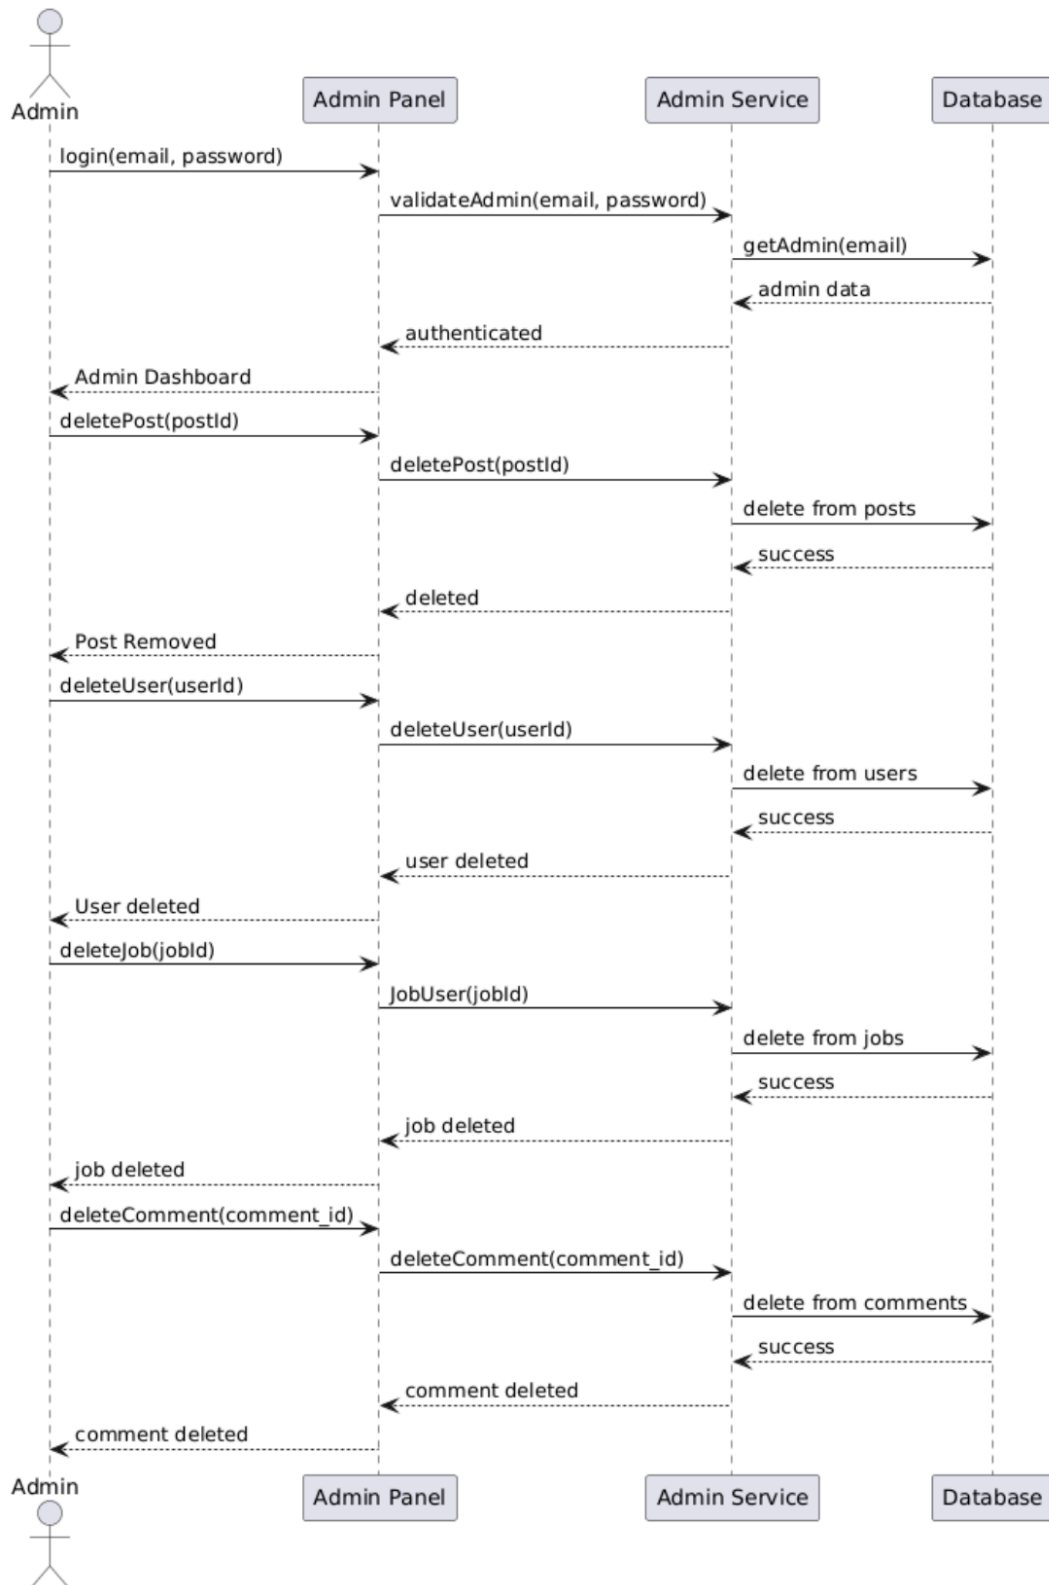 Admin
Admin Panel
Admin Service
Database
login(email, password)
validateAdmin(email, password)
getAdmin(email)
admin data
authenticated
Admin Dashboard
deletePost(postId)
deletePost(postId)
delete from posts
success
deleted
Post Removed
deleteUser(userId)
deleteUser(userId)
delete from users
success
user deleted
User deleted
deleteJob(jobId)
JobUser(jobId)
delete from jobs
success
job deleted
job deleted
deleteComment(comment_id)
deleteComment(comment_id)
delete from comments
success
comment deleted
comment deleted
Admin
Admin Panel
Admin Service
Database